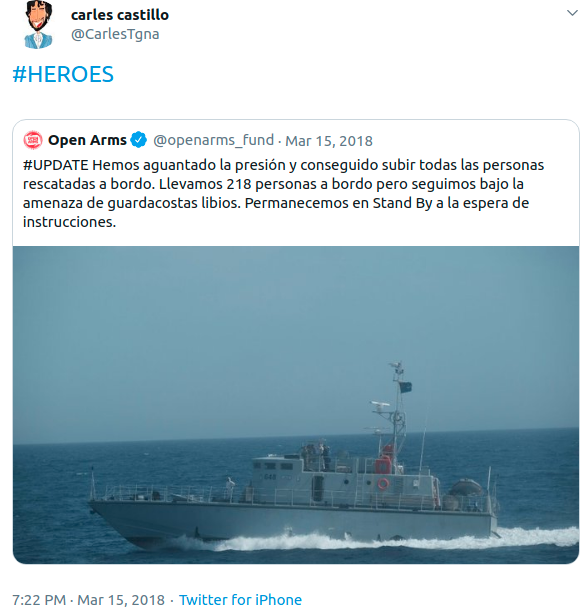 carles castillo
@CarlesTgna
#HEROES
Open Arms @openarms_fund · Mar 15, 2018
#UPDATE Hemos aguantado la presión y conseguido subir todas las personas
rescatadas a bordo. Llevamos 218 personas a bordo pero seguimos bajo la
amenaza de guardacostas libios. Permanecemos en Stand By a la espera de
instrucciones.
7:22 PM · Mar 15, 2018 · Twitter for iPhone